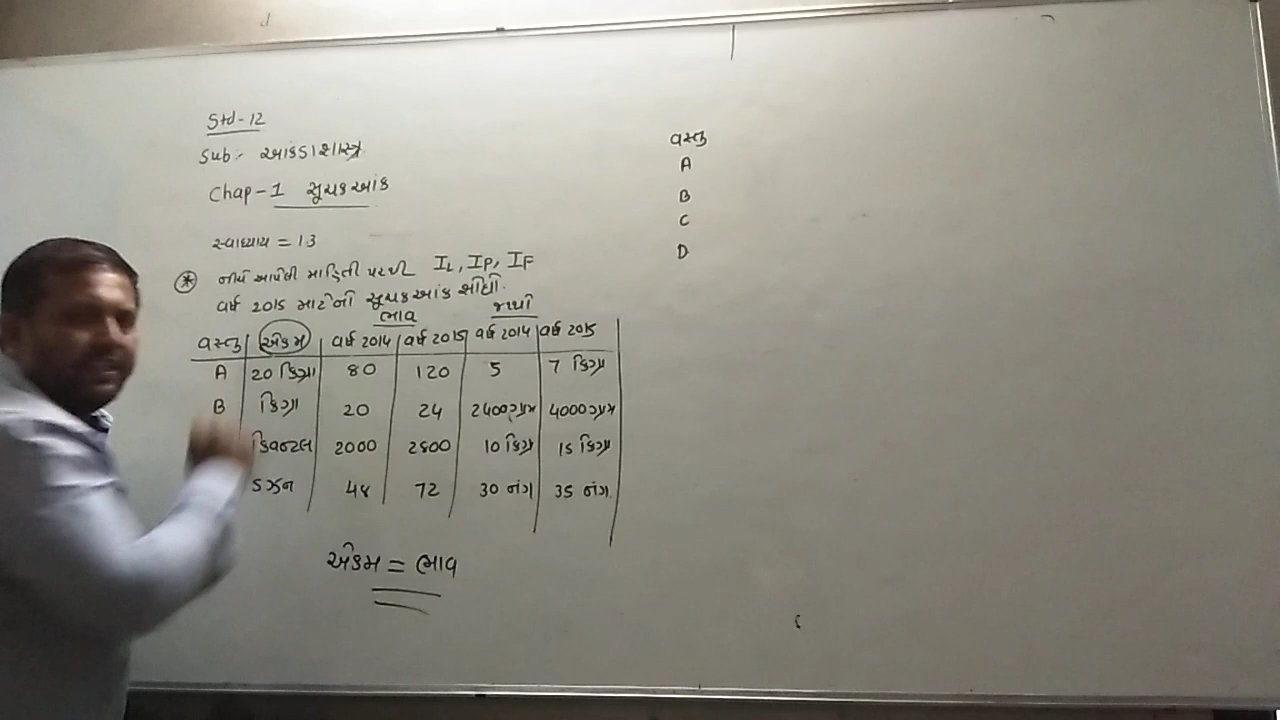 Std-12
Sub:- આંકડાશાસ્ત્ર
Chap-1 સૂચકઆંક
સ્વાધ્યાય = 13
* નીચે આપેલી માહિતી પરથી IL, IP, IF
વર્ષ 2015 માટેની સૂચકઆંક શોધો.
ભાવ જથ્થો
વસ્તુ એકમ વર્ષ 2014 વર્ષ 2015 વર્ષ 2014 વર્ષ 2015
A 20 કિગ્રા 80 120 5 7 કિગ્રા
B કિગ્રા 20 24 2400ગ્રામ 4000ગ્રામ
કિવન્ટલ 2000 2800 10 કિગ્રા 15 કિગ્રા
ડઝન 48 72 30 નંગ 35 નંગ
એકમ = ભાવ
વસ્તુ
A
B
C
D